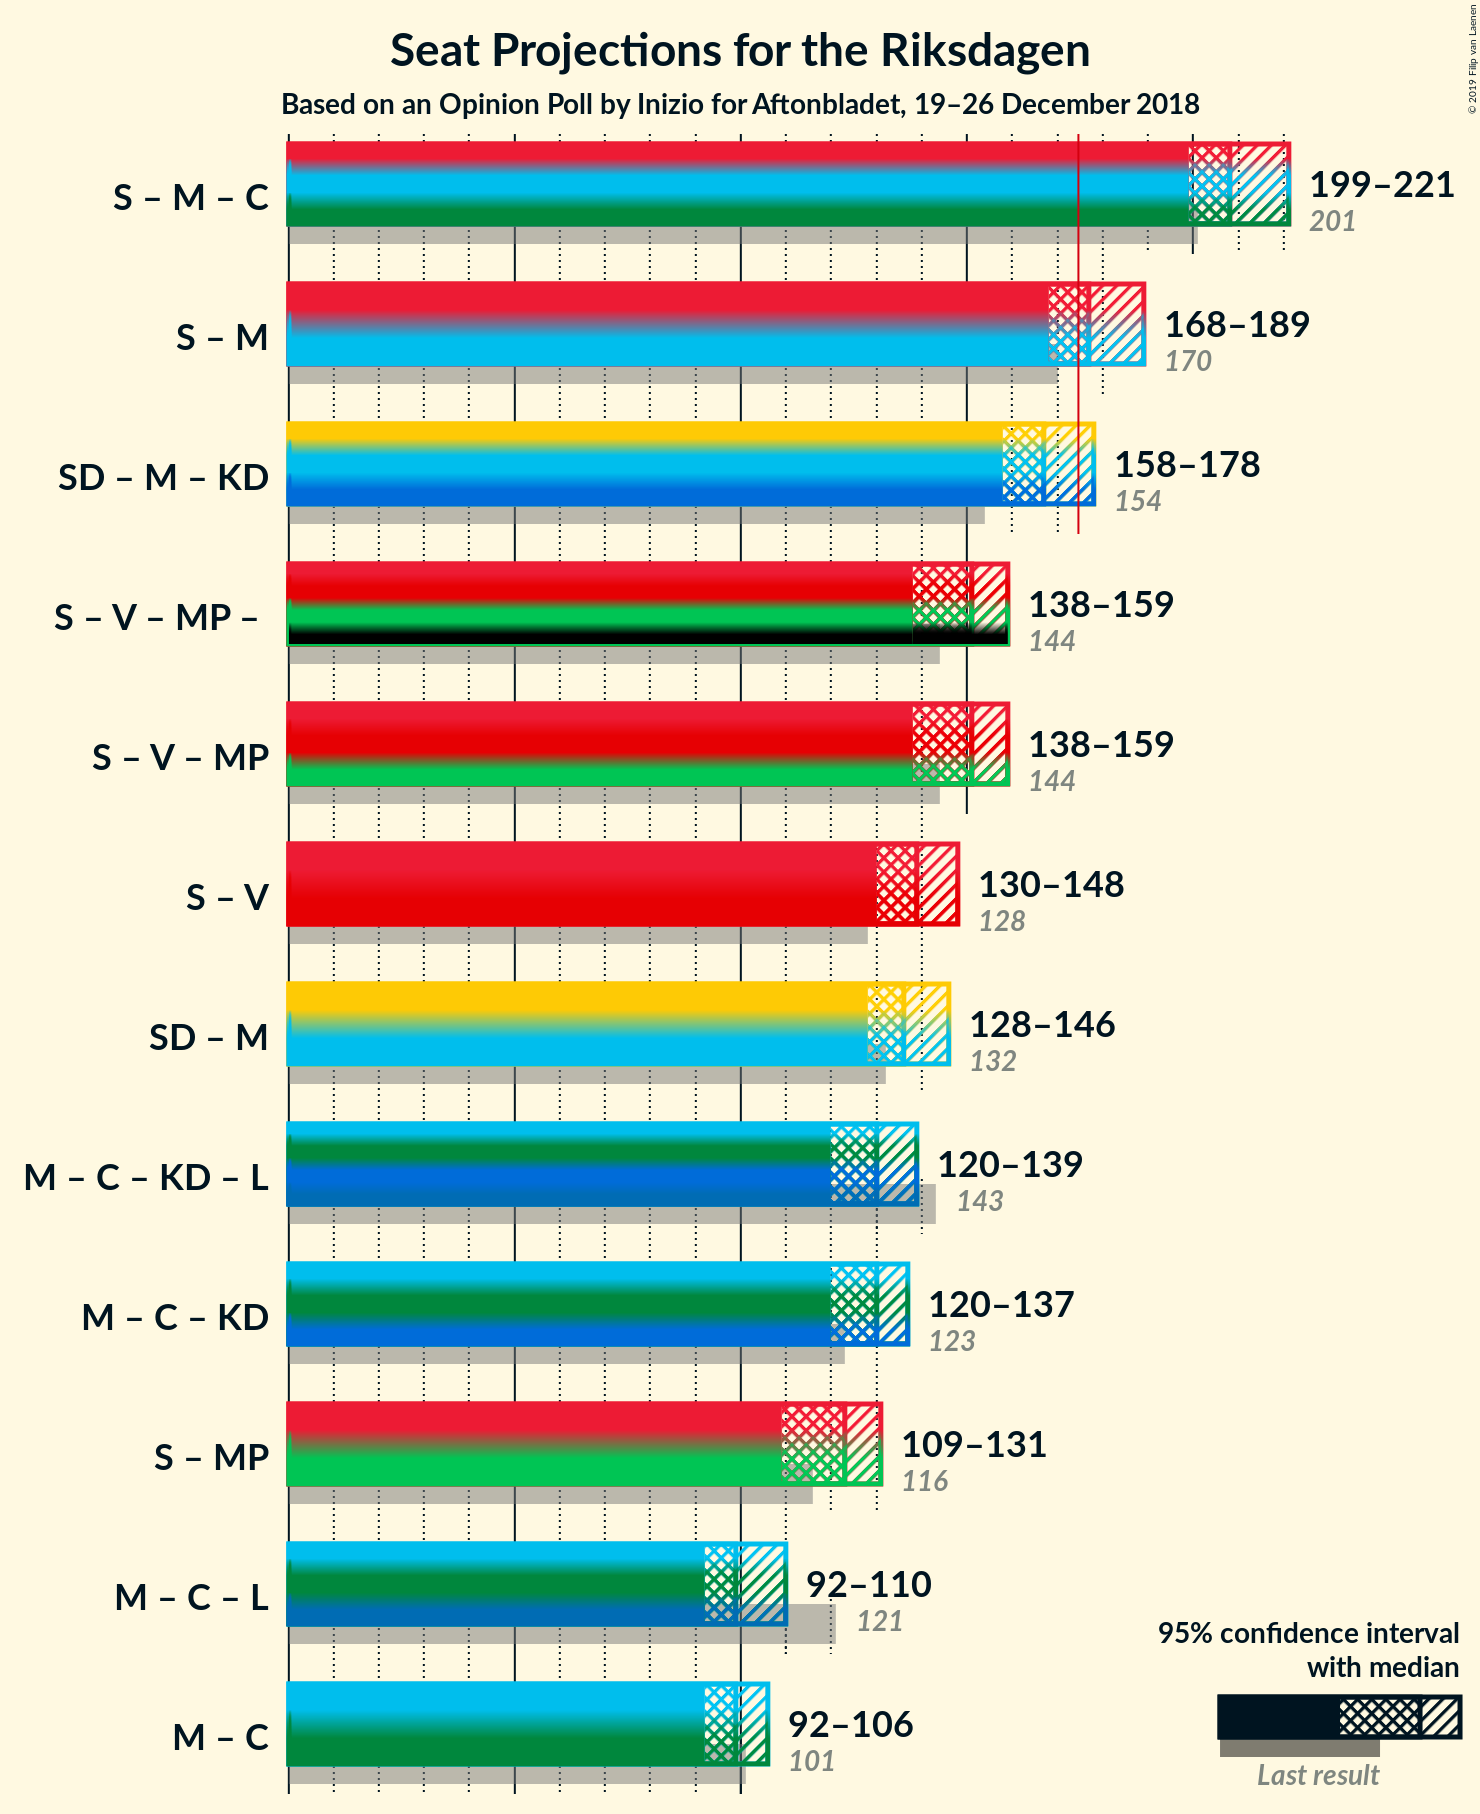 Seat Projections for the Riksdagen
Based on an Opinion Poll by Inizio for Aftonbladet, 19–26 December 2018
© 2019 Filip van Laenen
S – M – C
199–221
201
S – M
168–189
170
SD – M – KD
158–178
154
S – V – MP –
138–159
144
S – V – MP
138–159
144
S – V
130–148
128
SD – M
128–146
132
M – C – KD – L
120–139
143
M – C – KD
120–137
123
S – MP
109–131
116
M – C – L
92–110
121
M – C
92–106
101
95% confidence interval
with median
Last result